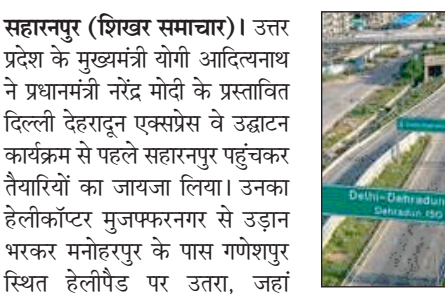 सहारनपुर (शिखर समाचार)। उत्तर
प्रदेश के मुख्यमंत्री योगी आदित्यनाथ
ने प्रधानमंत्री नरेंद्र मोदी के प्रस्तावित
दिल्ली देहरादून एक्सप्रेस वे उद्घाटन
कार्यक्रम से पहले सहारनपुर पहुंचकर
तैयारियों का जायजा लिया। उनका
हेलीकॉप्टर मुजफ्फरनगर से उड़ान
भरकर मनोहरपुर के पास गणेशपुर
स्थित हेलीपैड पर उतरा, जहां
Delhi-Dehradun
Dehradun 150